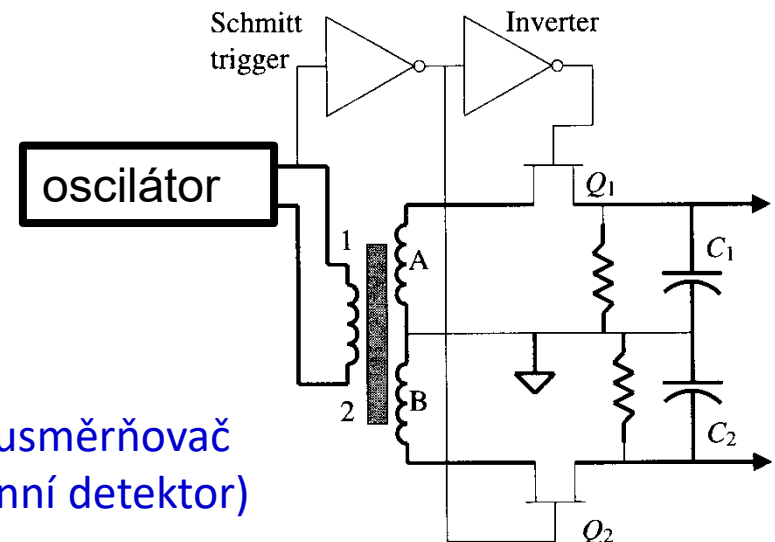 Schmitt
trigger
Inverter
oscilátor
Q1
1
A
C1
2
B
C2
usměrňovač
nní detektor)
Q2